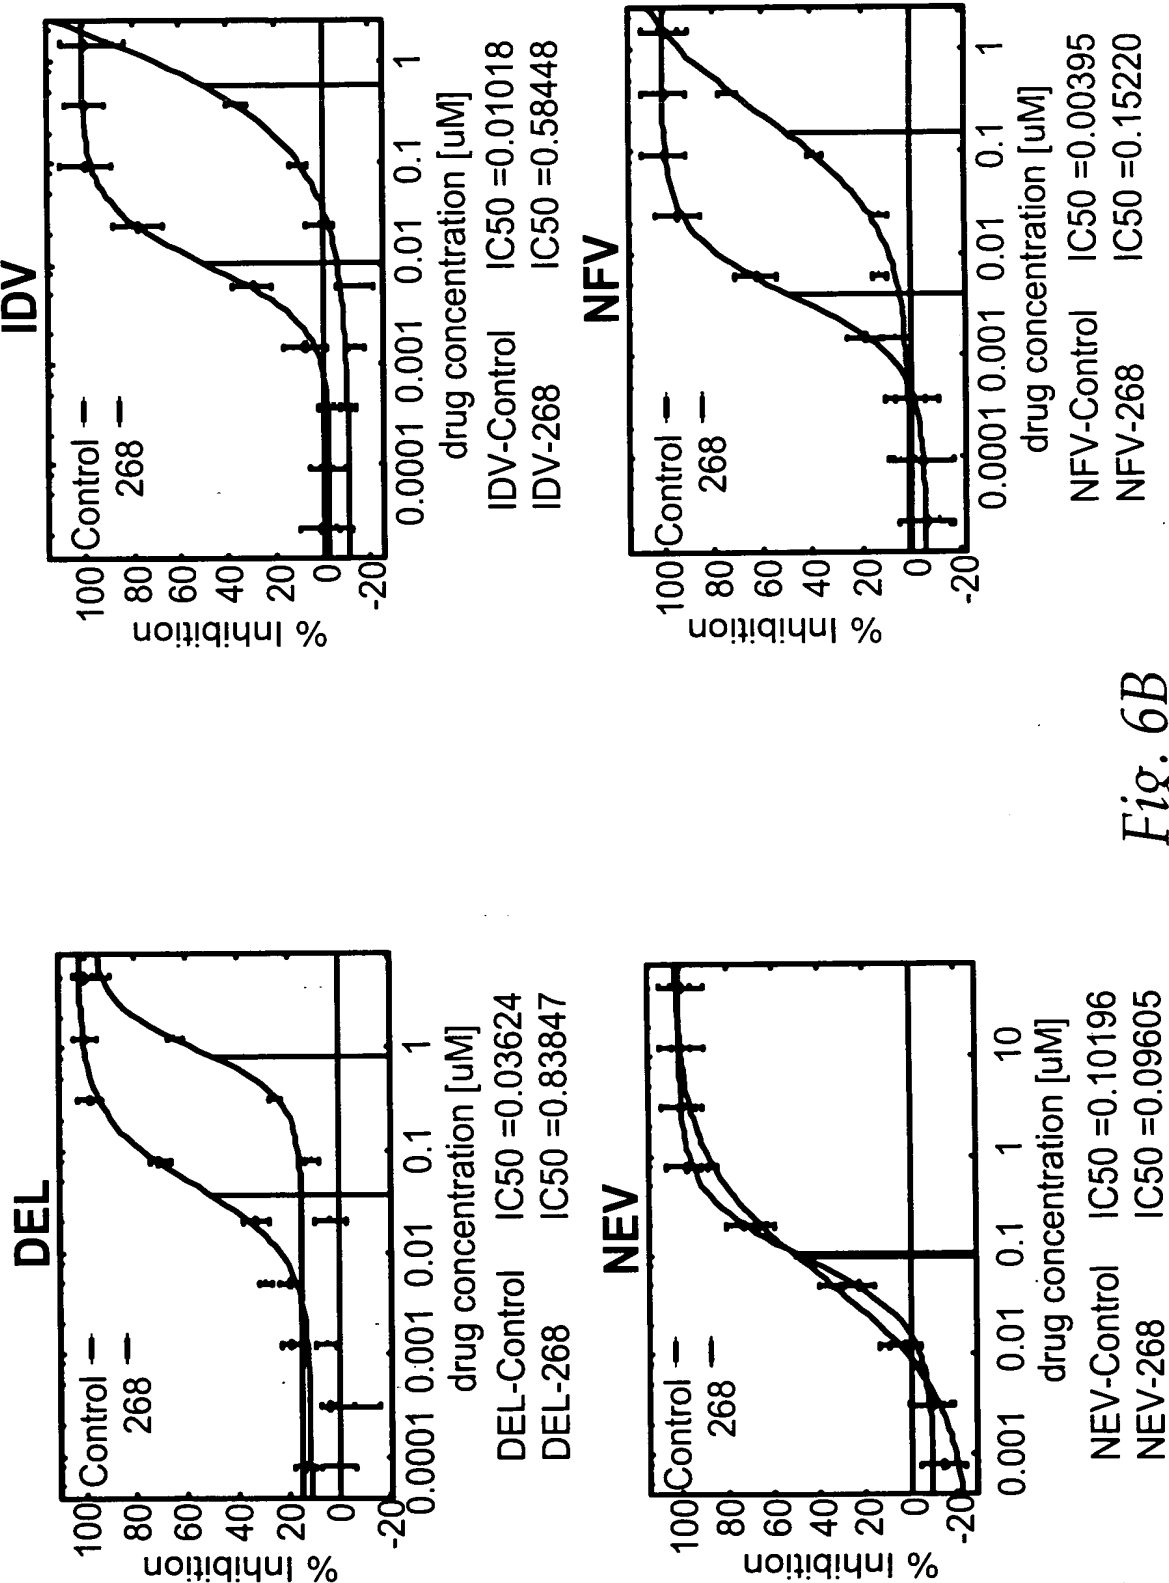 DEL
% Inhibition
100
80
60
40
20
0
-20
Control
268
0.0001 0.001 0.01 0.1 1
drug concentration [uM]
DEL-Control IC50 =0.03624
DEL-268 IC50 =0.83847
IDV
% Inhibition
100
80
60
40
20
0
-20
Control
268
0.0001 0.001 0.01 0.1 1
drug concentration [uM]
IDV-Control IC50 =0.01018
IDV-268 IC50 =0.58448
NEV
% Inhibition
100
80
60
40
20
0
-20
Control
268
0.001 0.01 0.1 1 10
drug concentration [uM]
NEV-Control IC50 =0.10196
NEV-268 IC50 =0.09605
NFV
% Inhibition
100
80
60
40
20
0
-20
Control
268
0.0001 0.001 0.01 0.1 1
drug concentration [uM]
NFV-Control IC50 =0.00395
NFV-268 IC50 =0.15220
Fig. 6B